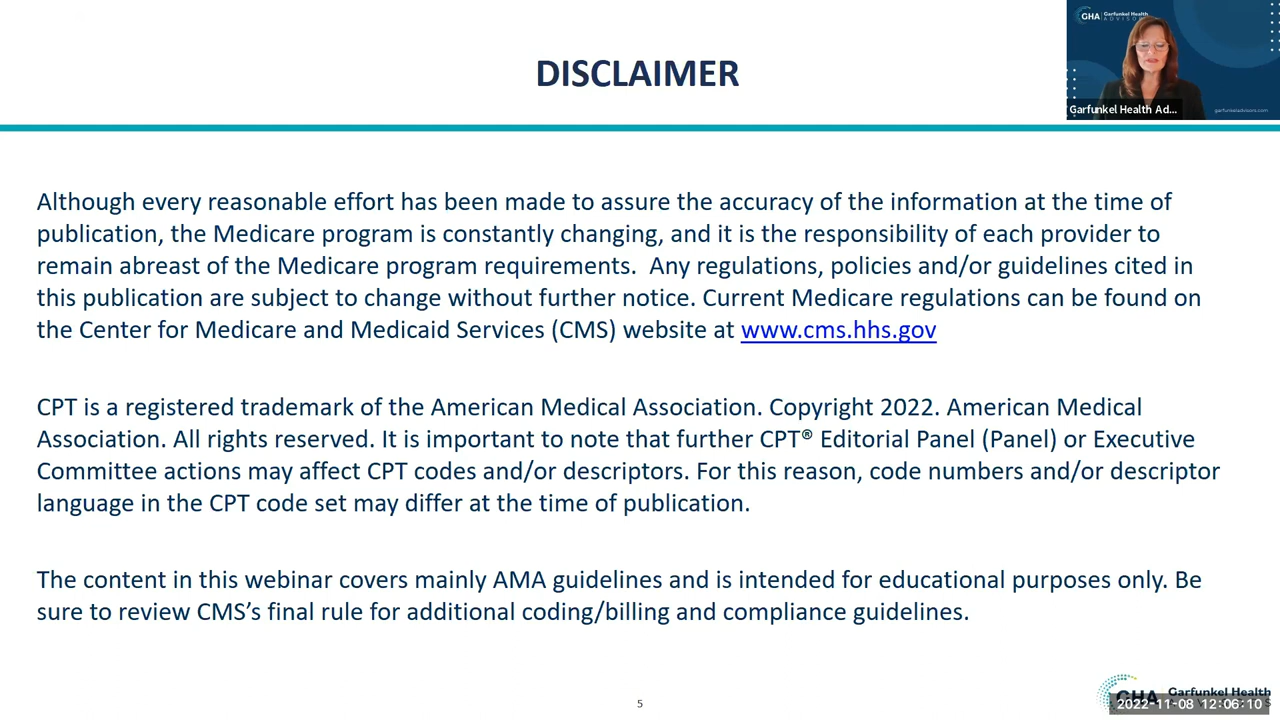 DISCLAIMER
GHA Garfunkel Health
Garfunkel Health Ad...
garfunkeladvisors.com
Although every reasonable effort has been made to assure the accuracy of the information at the time of
publication, the Medicare program is constantly changing, and it is the responsibility of each provider to
remain abreast of the Medicare program requirements.  Any regulations, policies and/or guidelines cited in
this publication are subject to change without further notice. Current Medicare regulations can be found on
the Center for Medicare and Medicaid Services (CMS) website at www.cms.hhs.gov
CPT is a registered trademark of the American Medical Association. Copyright 2022. American Medical
Association. All rights reserved. It is important to note that further CPT® Editorial Panel (Panel) or Executive
Committee actions may affect CPT codes and/or descriptors. For this reason, code numbers and/or descriptor
language in the CPT code set may differ at the time of publication.
The content in this webinar covers mainly AMA guidelines and is intended for educational purposes only. Be
sure to review CMS’s final rule for additional coding/billing and compliance guidelines.
5
GHA Garfunkel Health
2022-11-08 12:06:10